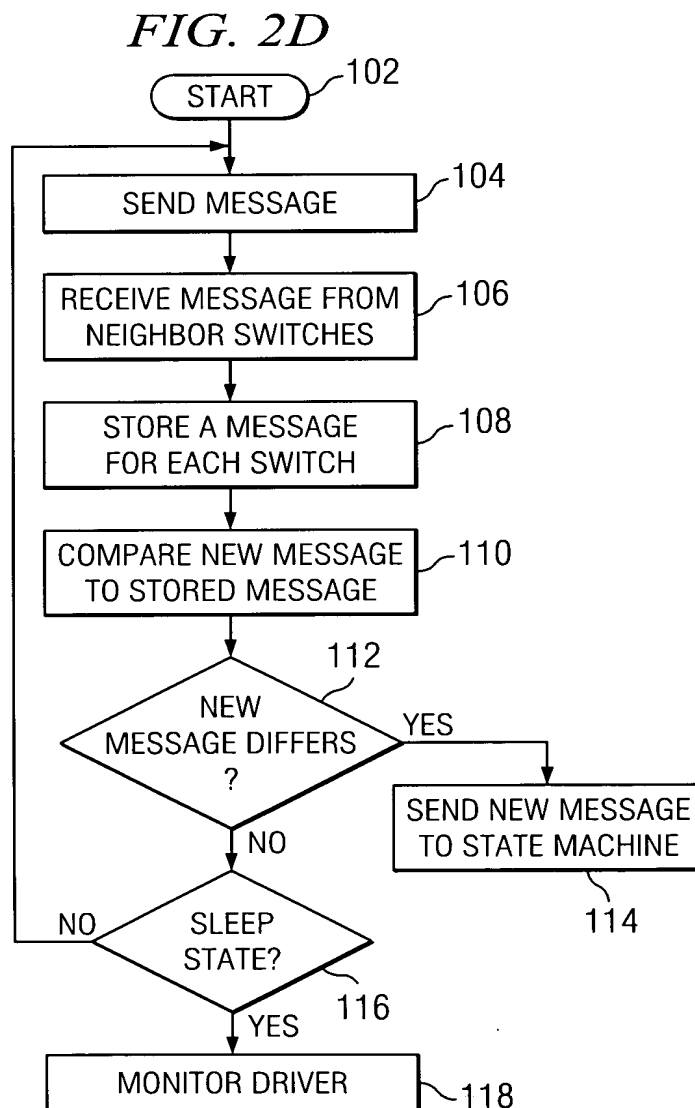 FIG. 2D
START
102
SEND MESSAGE
104
RECEIVE MESSAGE FROM
NEIGHBOR SWITCHES
106
STORE A MESSAGE
FOR EACH SWITCH
108
COMPARE NEW MESSAGE
TO STORED MESSAGE
110
112
NEW
MESSAGE DIFFERS
?
YES
SEND NEW MESSAGE
TO STATE MACHINE
114
NO
NO
SLEEP
STATE?
116
YES
MONITOR DRIVER
118